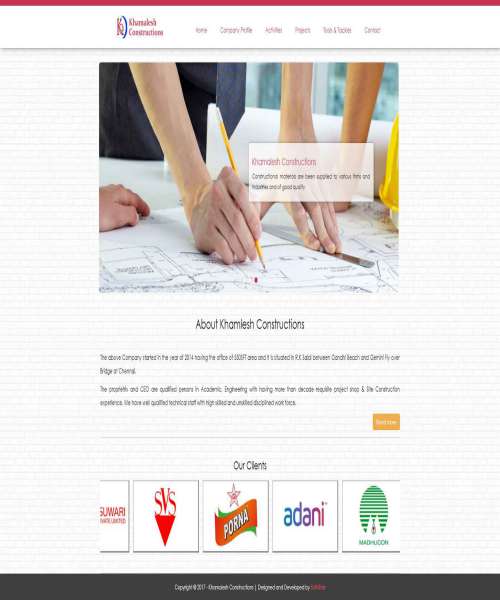 Khamalesh
Constructions
Home Company Profile Activities Projects Tools & Tackles Contact
Khamalesh Constructions
Constructional materials are been supplied to various firms and
industries and of good quality
About Khamlesh Constructions
The above Company started in the year of 2014 having the office of 550SFT area and it is situated in R.K.Salai between Gandhi Beach and Gemini Fly over
Bridge at Chennai.
The proprietrix and CEO are qualified persons in Academic, Engineering with having more than decade requisite project shop & Site Construction
experience. We have well qualified technical staff with high skilled and unskilled disciplined work force.
Read more
Our Clients
SUWARI
VATE LIMITED
SVS
PORNA
adani
MADHUCON
Copyright © 2017 - Khamalesh Constructions | Designed and Developed by